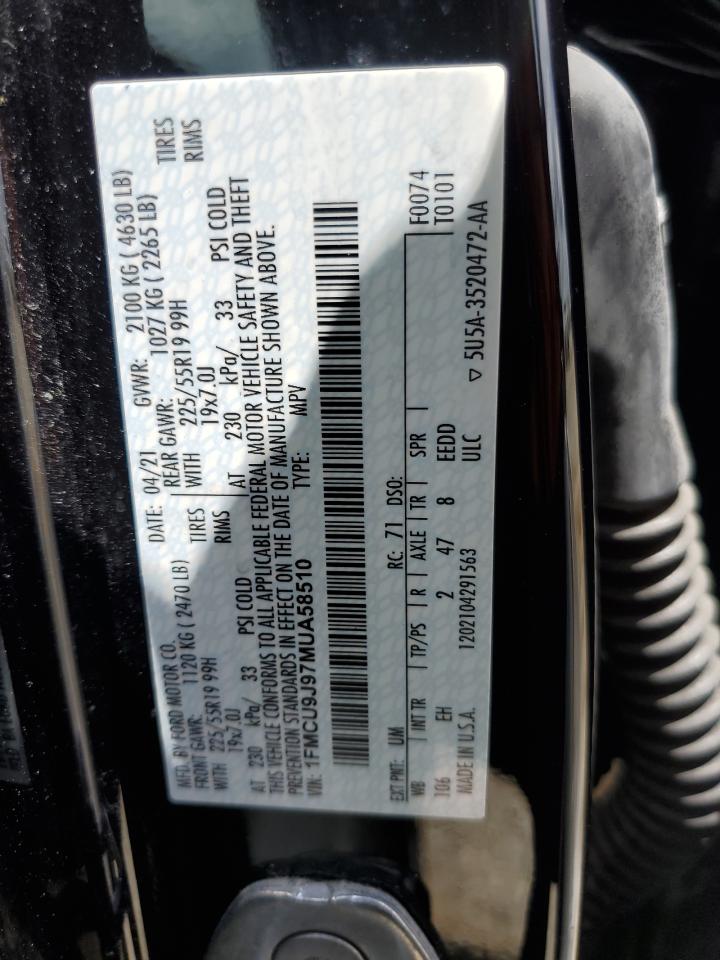 MFD. BY FORD MOTOR CO.
DATE: 04/21 GVWR: 2100 KG ( 4630 LB)
FRONT GAWR: 1120 KG ( 2470 LB) REAR GAWR: 1027 KG ( 2265 LB)
WITH 225/55R19 99H TIRES WITH 225/55R19 99H TIRES
19x7.0J RIMS 19x7.0J RIMS
AT 230 kPa/ 33 PSI COLD AT 230 kPa/ 33 PSI COLD
THIS VEHICLE CONFORMS TO ALL APPLICABLE FEDERAL MOTOR VEHICLE SAFETY AND THEFT
PREVENTION STANDARDS IN EFFECT ON THE DATE OF MANUFACTURE SHOWN ABOVE.
VIN: 1FMCU9J97MUA58510 TYPE: MPV
EXT PNT: UM RC: 71 DSO: F0074
WB INT TR TP/PS R AXLE TR SPR T0101
106 EH 2 47 8 EEDD
MADE IN U.S.A. 1202104291563 ULC ▽ 5U5A-3520472-AA